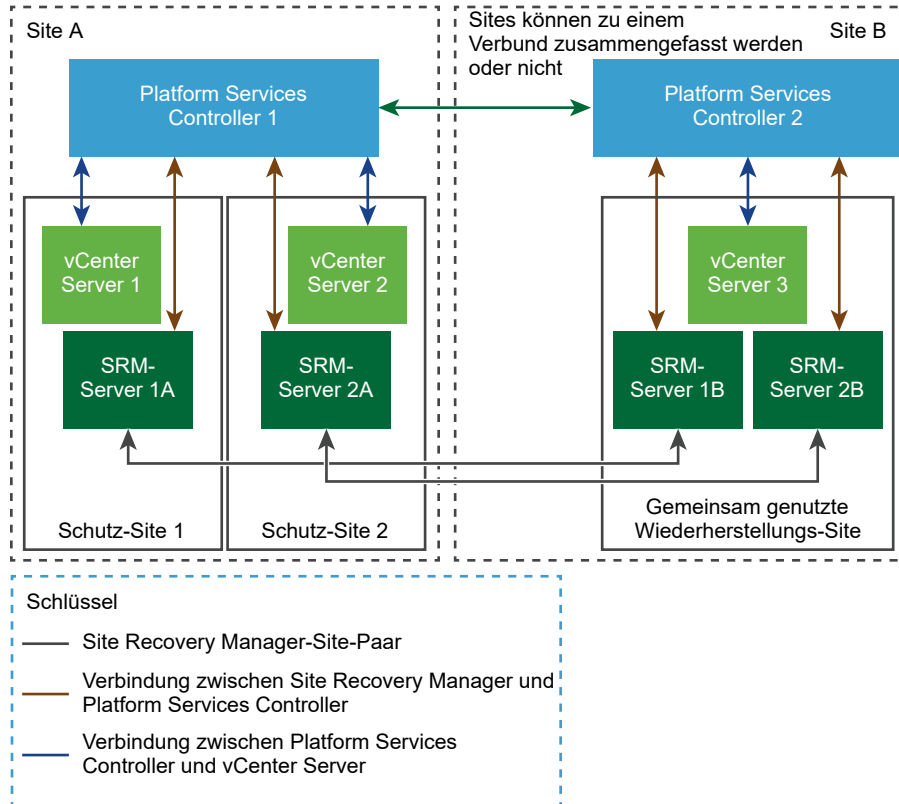 Site A
Sites können zu einem
Verbund zusammengefasst werden
oder nicht
Site B
Platform Services
Controller 1
Platform Services
Controller 2
vCenter
Server 1
vCenter
Server 2
vCenter
Server 3
SRM-
Server 1A
SRM-
Server 2A
SRM-
Server 1B
SRM-
Server 2B
Schutz-Site 1
Schutz-Site 2
Gemeinsam genutzte
Wiederherstellungs-Site
Schlüssel
Site Recovery Manager-Site-Paar
Verbindung zwischen Site Recovery Manager und
Platform Services Controller
Verbindung zwischen Platform Services
Controller und vCenter Server